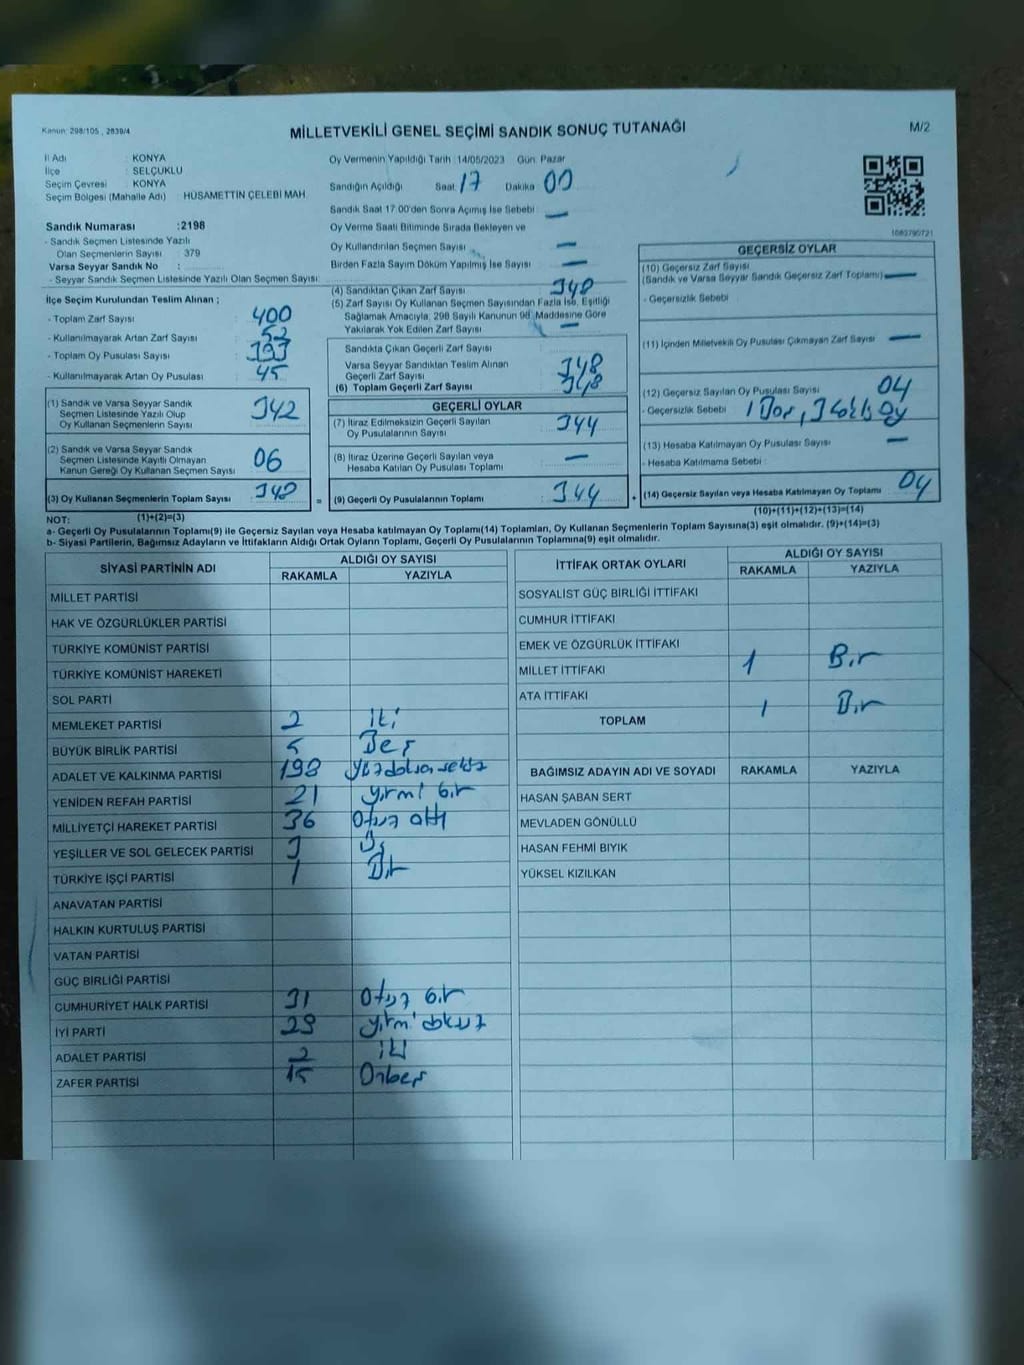 Kanun: 298/105 , 2839/4
MİLLETVEKİLİ GENEL SEÇİMİ SANDIK SONUÇ TUTANAĞI
M/2
İl Adı : KONYA
İlçe : SELÇUKLU
Seçim Çevresi : KONYA
Seçim Bölgesi (Mahalle Adı) : HÜSAMETTİN ÇELEBİ MAH
Sandık Numarası :2198
- Sandık Seçmen Listesinde Yazılı
Olan Seçmenlerin Sayısı : 379
Varsa Seyyar Sandık No :
- Seyyar Sandık Seçmen Listesinde Yazılı Olan Seçmen Sayısı:
Oy Vermenin Yapıldığı Tarih :14/05/2023 Gün: Pazar
Sandığın Açıldığı Saat 17 Dakika 00
Sandık Saat 17:00'den Sonra Açımış İse Sebebi : —
Oy Verme Saati Bitiminde Sırada Bekleyen ve
Oy Kullandırılan Seçmen Sayısı —
Birden Fazla Sayım Döküm Yapılmış İse Sayısı —
1083790721
İlçe Seçim Kurulundan Teslim Alınan ;
- Toplam Zarf Sayısı : 400
- Kullanılmayarak Artan Zarf Sayısı : 52
- Toplam Oy Pusulası Sayısı : 393
- Kullanılmayarak Artan Oy Pusulası : 45
(1) Sandık ve Varsa Seyyar Sandık
Seçmen Listesinde Yazılı Olup
Oy Kullanan Seçmenlerin Sayısı : 342
(2) Sandık ve Varsa Seyyar Sandık
Seçmen Listesinde Kayıtlı Olmayan
Kanun Gereği Oy Kullanan Seçmen Sayısı : 06
(3) Oy Kullanan Seçmenlerin Toplam Sayısı : 348
(1)+(2)=(3)
(4) Sandıktan Çıkan Zarf Sayısı : 348
(5) Zarf Sayısı Oy Kullanan Seçmen Sayısından Fazla İse, Eşitliği
Sağlamak Amacıyla, 298 Sayılı Kanunun 98. Maddesine Göre
Yakılarak Yok Edilen Zarf Sayısı : —
Sandıkta Çıkan Geçerli Zarf Sayısı :
Varsa Seyyar Sandıktan Teslim Alınan
Geçerli Zarf Sayısı : 348
(6) Toplam Geçerli Zarf Sayısı : 348
GEÇERLİ OYLAR
(7) İtiraz Edilmeksizin Geçerli Sayılan
Oy Pusulalarının Sayısı : 344
(8) İtiraz Üzerine Geçerli Sayılan veya
Hesaba Katılan Oy Pusulası Toplamı : —
= (9) Geçerli Oy Pusulalarının Toplamı : 344
GEÇERSİZ OYLAR
(10) Geçersiz Zarf Sayısı
(Sandık ve Varsa Seyyar Sandık Geçersiz Zarf Toplamı) —
- Geçersizlik Sebebi :
(11) İçinden Milletvekili Oy Pusulası Çıkmayan Zarf Sayısı —
(12) Geçersiz Sayılan Oy Pusulası Sayısı 04
- Geçersizlik Sebebi 1 Boş, 3 Oy
(13) Hesaba Katılmayan Oy Pusulası Sayısı : —
- Hesaba Katılmama Sebebi :
+ (14) Geçersiz Sayılan veya Hesaba Katılmayan Oy Toplamı 04
(10)+(11)+(12)+(13)=(14)
NOT:
a- Geçerli Oy Pusulaları Toplamı(9) ile Geçersiz Sayılan veya Hesaba katılmayan Oy Toplamı(14) Toplamları, Oy Kullanan Seçmenlerin Toplam Sayısına(3) eşit olmalıdır. (9)+(14)=(3)
b- Siyasi Partilerin, Bağımsız Adayların ve İttifakların Aldığı Ortak Oyların Toplamı, Geçerli Oy Pusulalarının Toplamına(9) eşit olmalıdır.
SİYASİ PARTİNİN ADI ALDIĞI OY SAYISI
RAKAMLA YAZIYLA
MİLLET PARTİSİ
HAK VE ÖZGÜRLÜKLER PARTİSİ
TÜRKİYE KOMÜNİST PARTİSİ
TÜRKİYE KOMÜNİST HAREKETİ
SOL PARTİ
MEMLEKET PARTİSİ 2 iki
BÜYÜK BİRLİK PARTİSİ 5 Beş
ADALET VE KALKINMA PARTİSİ 198 yüzdoksansekiz
YENİDEN REFAH PARTİSİ 21 yirmi bir
MİLLİYETÇİ HAREKET PARTİSİ 36 Otuz altı
YEŞİLLER VE SOL GELECEK PARTİSİ 3 Üç
TÜRKİYE İŞÇİ PARTİSİ 1 Bir
ANAVATAN PARTİSİ
HALKIN KURTULUŞ PARTİSİ
VATAN PARTİSİ
GÜÇ BİRLİĞİ PARTİSİ
CUMHURİYET HALK PARTİSİ 31 Otuz bir
İYİ PARTİ 29 yirmi dokuz
ADALET PARTİSİ 2 iki
ZAFER PARTİSİ 15 Onbeş
İTTİFAK ORTAK OYLARI ALDIĞI OY SAYISI
RAKAMLA YAZIYLA
SOSYALİST GÜÇ BİRLİĞİ İTTİFAKI
CUMHUR İTTİFAKI
EMEK VE ÖZGÜRLÜK İTTİFAKI
MİLLET İTTİFAKI 1 Bir
ATA İTTİFAKI 1 Bir
TOPLAM
BAĞIMSIZ ADAYIN ADI VE SOYADI RAKAMLA YAZIYLA
HASAN ŞABAN SERT
MEVLADEN GÖNÜLLÜ
HASAN FEHMİ BIYIK
YÜKSEL KIZILKAN